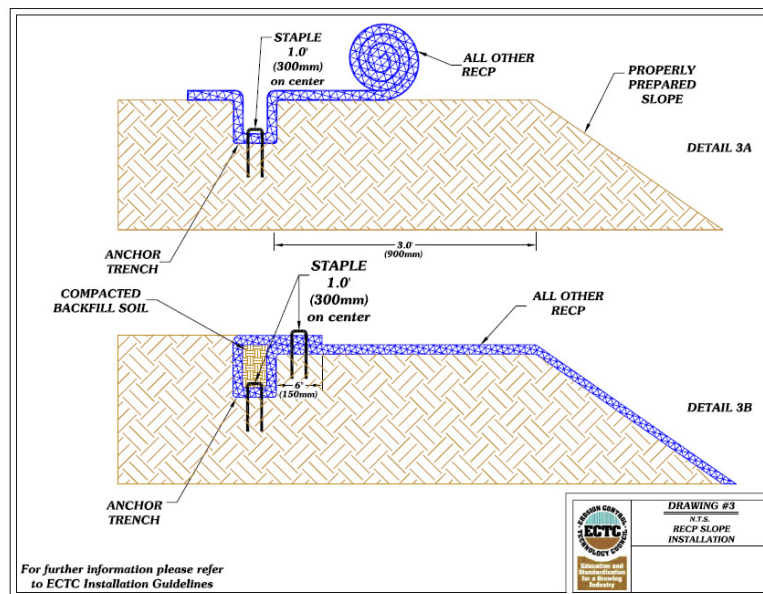 STAPLE
1.0'
(300mm)
on center
ALL OTHER
RECP
PROPERLY
PREPARED
SLOPE
DETAIL 3A
3.0'
(900mm)
ANCHOR
TRENCH
STAPLE
1.0'
(300mm)
on center
COMPACTED
BACKFILL SOIL
ALL OTHER
RECP
6"
(150mm)
DETAIL 3B
ANCHOR
TRENCH
DRAWING #3
N.T.S.
RECP SLOPE
INSTALLATION
EROSION CONTROL
ECTC
TECHNOLOGY COUNCIL
Education and
Standardization
for a Growing
Industry
For further information please refer
to ECTC Installation Guidelines